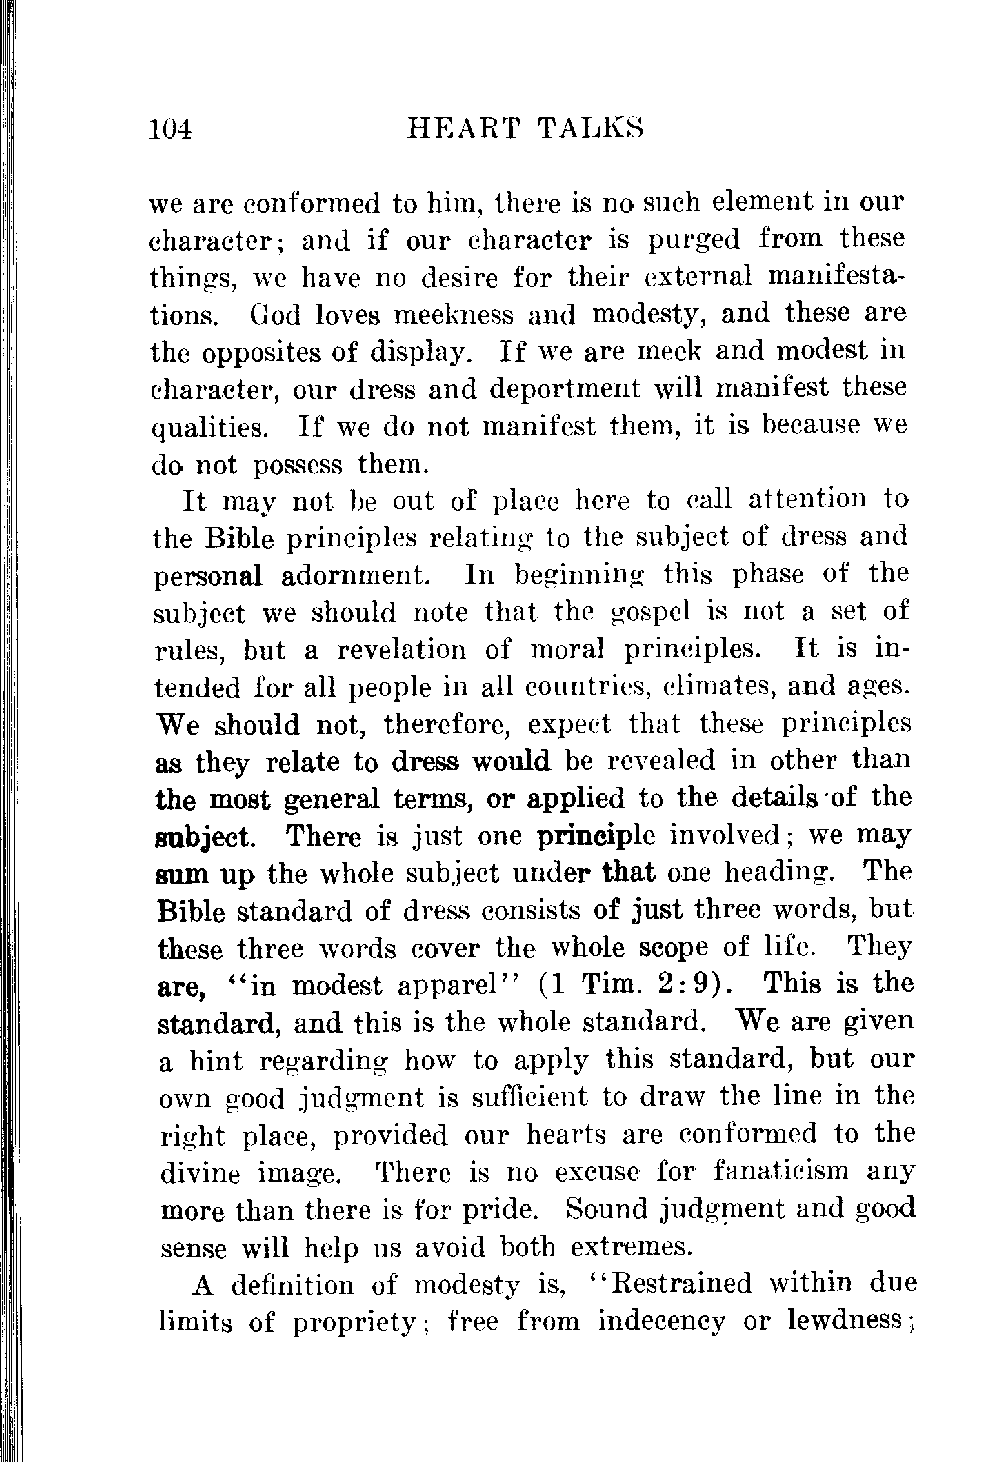 104 HEART TALKS
we are conformed to him, there is no such element in our
character; and if our character is purged from these
things, we have no desire for their external manifesta-
tions. God loves meekness and modesty, and these are
the opposites of display. If we are meek and modest in
character, our dress and deportment will manifest these
qualities. If we do not manifest them, it is because we
do not possess them.
It may not be out of place here to call attention to
the Bible principles relating to the subject of dress and
personal adornment. In beginning this phase of the
subject we should note that the gospel is not a set of
rules, but a revelation of moral principles. It is in-
tended for all people in all countries, climates, and ages.
We should not, therefore, expect that these principles
as they relate to dress would be revealed in other than
the most general terms, or applied to the details of the
subject. There is just one principle involved; we may
sum up the whole subject under that one heading. The
Bible standard of dress consists of just three words, but
these three words cover the whole scope of life. They
are, "in modest apparel" (1 Tim. 2:9). This is the
standard, and this is the whole standard. We are given
a hint regarding how to apply this standard, but our
own good judgment is sufficient to draw the line in the
right place, provided our hearts are conformed to the
divine image. There is no excuse for fanaticism any
more than there is for pride. Sound judgment and good
sense will help us avoid both extremes.
A definition of modesty is, "Restrained within due
limits of propriety; free from indecency or lewdness;